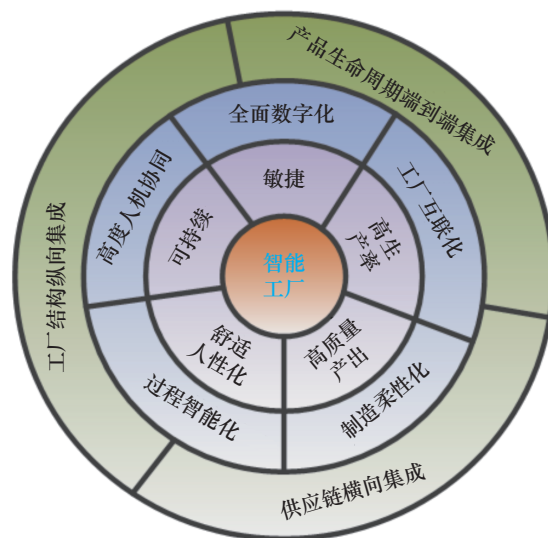 产品生命周期端到端集成
全面数字化
敏捷
高度人机协同
工厂互联化
可持续
高生
产率
智能
工厂
工厂结构纵向集成
舒适
人性化
高质量
产出
过程智能化
制造柔性化
供应链横向集成